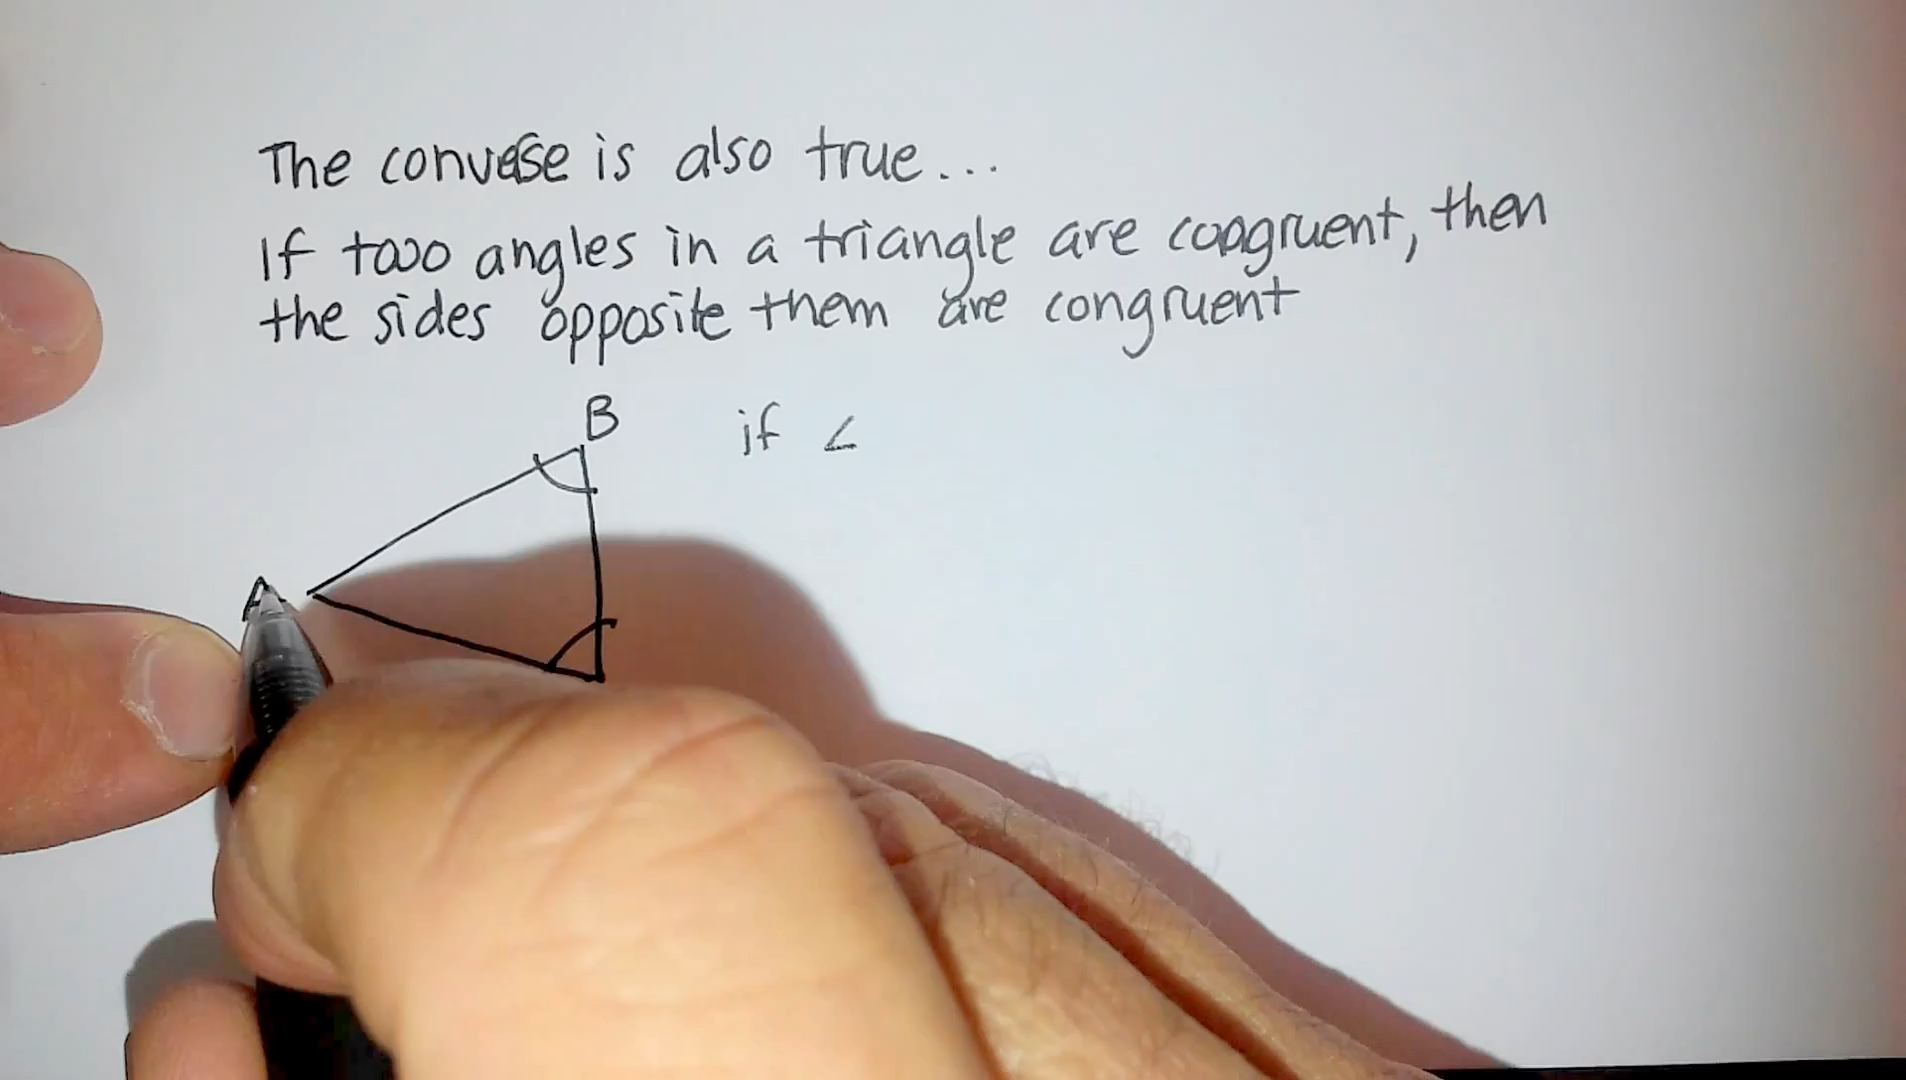 The convese is also true...
If two angles in a triangle are congruent, then
the sides opposite them are congruent
B
if ∠
A